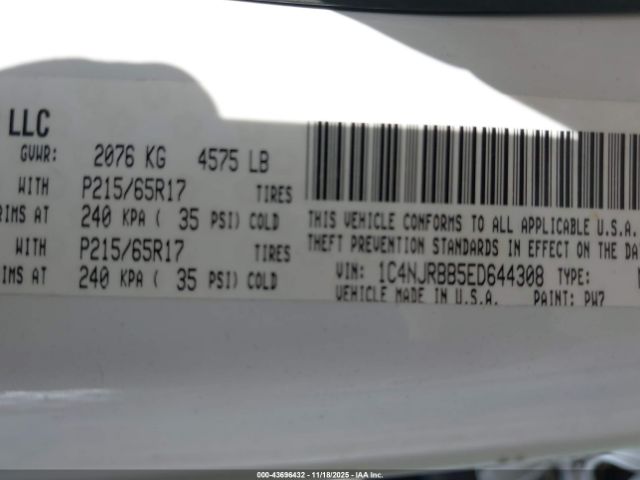 LLC
GVWR: 2076 KG 4575 LB
WITH P215/65R17 TIRES
RIMS AT 240 KPA ( 35 PSI) COLD
WITH P215/65R17 TIRES
RIMS AT 240 KPA ( 35 PSI) COLD
THIS VEHICLE CONFORMS TO ALL APPLICABLE U.S.A.
THEFT PREVENTION STANDARDS IN EFFECT ON THE DA
VIN: 1C4NJRBB5ED644308 TYPE:
VEHICLE MADE IN U.S.A. PAINT: PW7
000-43696432 - 11/18/2025 - IAA Inc.